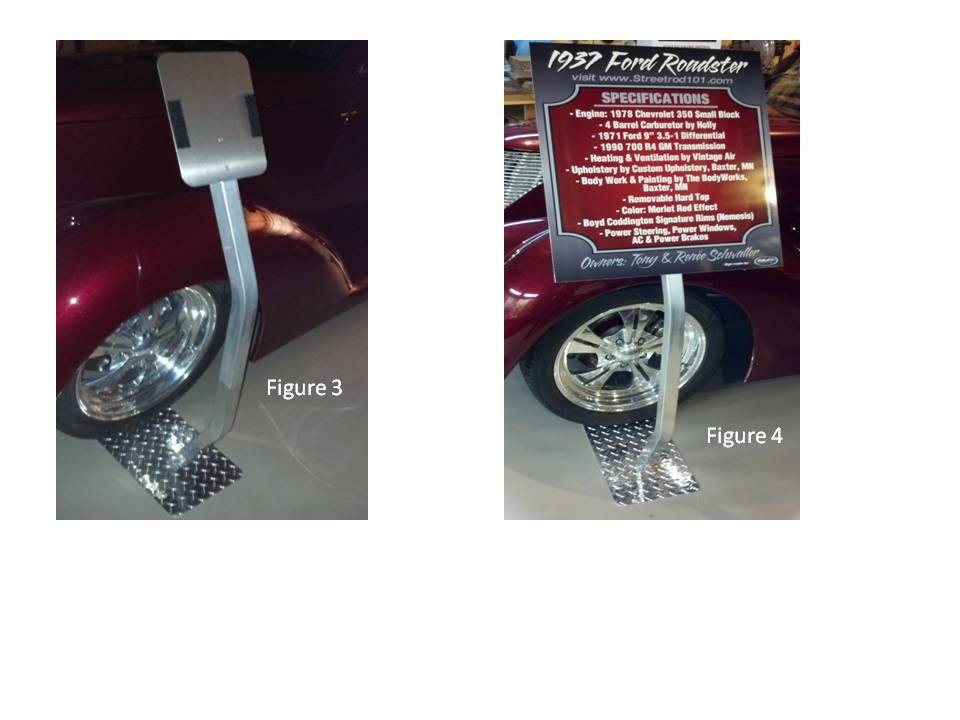 Figure 3
1937 Ford Roadster
visit www.Streetrod101.com
SPECIFICATIONS
- Engine: 1978 Chevrolet 350 Small Block
- 4 Barrel Carburetor by Holly
- 1971 Ford 9" 3.5-1 Differential
- 1990 700 R4 GM Transmission
- Heating & Ventilation by Vintage Air
- Upholstery by Custom Upholstery, Baxter, MN
- Body Work & Painting by The BodyWorks,
Baxter, MN
- Removable Hard Top
- Color: Merlot Red Effect
- Boyd Coddington Signature Rims (Nemesis)
- Power Steering, Power Windows,
AC & Power Brakes
Owners: Tony & Renée Schwaller
Figure 4